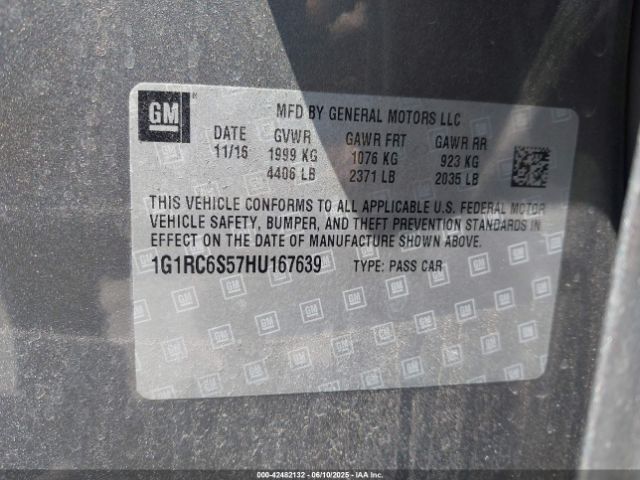 GM
MFD BY GENERAL MOTORS LLC
DATE GVWR GAWR FRT GAWR RR
11/16 1999 KG 1076 KG 923 KG
4406 LB 2371 LB 2035 LB
THIS VEHICLE CONFORMS TO ALL APPLICABLE U.S. FEDERAL MOTOR
VEHICLE SAFETY, BUMPER, AND THEFT PREVENTION STANDARDS IN
EFFECT ON THE DATE OF MANUFACTURE SHOWN ABOVE.
1G1RC6S57HU167639 TYPE: PASS CAR
00-42482132 - 06/10/2025 - IAA Inc.